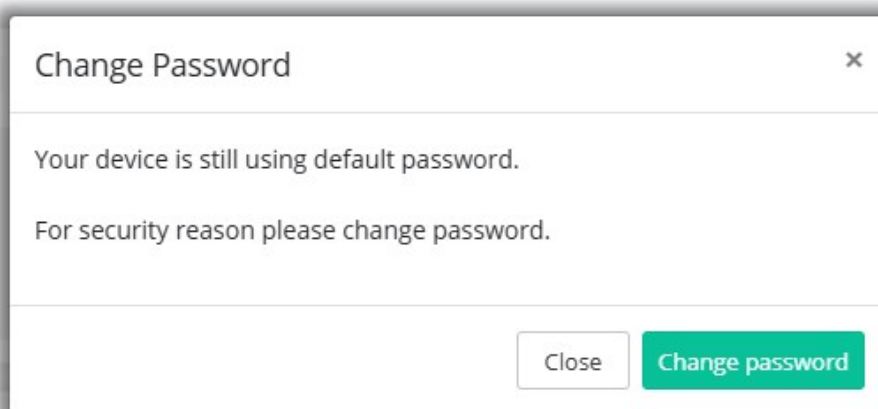 Change Password
×
Your device is still using default password.
For security reason please change password.
Close
Change password